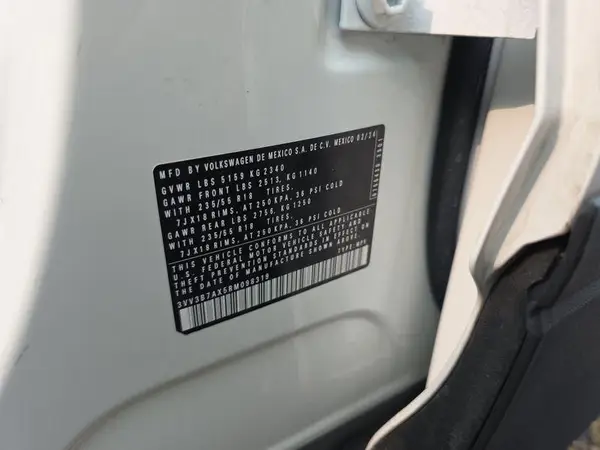 MFD BY VOLKSWAGEN DE MEXICO S.A. DE C.V. MEXICO 02/24
GVWR LBS 5159 KG 2340
GAWR FRONT LBS 2513, KG 1140
WITH 235/55 R18 TIRES.
7JX18 RIMS. AT 250 KPA, 36 PSI COLD
GAWR REAR LBS 2756, KG 1250
WITH 235/55 R18 TIRES.
7JX18 RIMS. AT 250 KPA, 36 PSI COLD
THIS VEHICLE CONFORMS TO ALL APPLICABLE
U.S. FEDERAL MOTOR VEHICLE SAFETY AND
THEFT PREVENTION STANDARDS IN EFFECT ON
THE DATE OF MANUFACTURE
TYPE: MPV
3VV3B7AX5RM098318